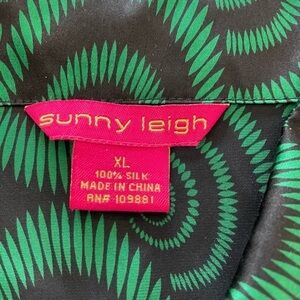 sunny leigh
XL
100% SILK
MADE IN CHINA
RN# 109881